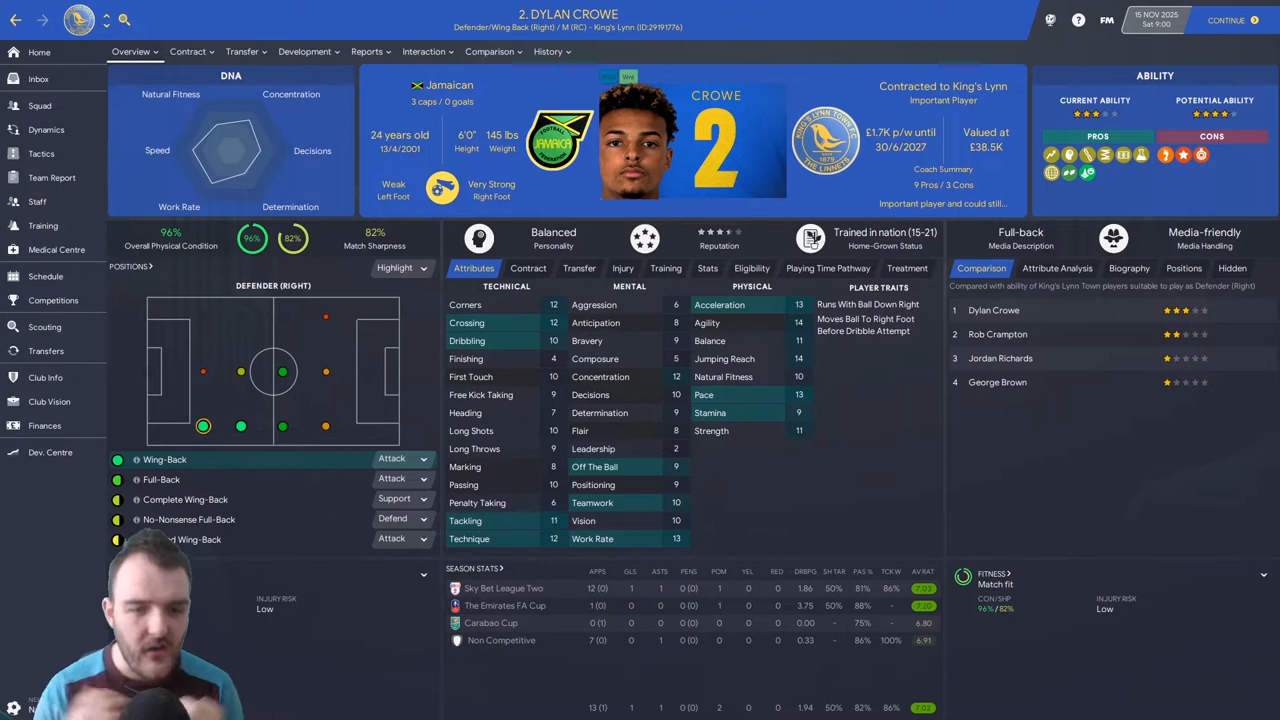 2. DYLAN CROWE
Defender/Wing Back (Right) / M (RC) - King's Lynn (ID:29191776)
FM
15 NOV 2025
Sat 9:00
CONTINUE
Home
Inbox
Squad
Dynamics
Tactics
Team Report
Staff
Training
Medical Centre
Schedule
Competitions
Scouting
Transfers
Club Info
Club Vision
Finances
Dev. Centre
Overview
Contract
Transfer
Development
Reports
Interaction
Comparison
History
DNA
Natural Fitness
Concentration
Speed
Decisions
Work Rate
Determination
Jamaican
3 caps / 0 goals
24 years old
13/4/2001
6'0"
Height
145 lbs
Weight
Weak
Left Foot
Very Strong
Right Foot
FOOTBALL
JAMAICA
FEDERATION
Wnt
CROWE
2
KING'S LYNN TOWN FC
1879
THE LINNETS
Contracted to King's Lynn
Important Player
£1.7K p/w until
30/6/2027
Valued at
£38.5K
Coach Summary
9 Pros / 3 Cons
Important player and could still...
ABILITY
CURRENT ABILITY
POTENTIAL ABILITY
PROS
CONS
96%
Overall Physical Condition
96%
82%
82%
Match Sharpness
Balanced
Personality
Reputation
Trained in nation (15-21)
Home-Grown Status
Full-back
Media Description
Media-friendly
Media Handling
POSITIONS
Highlight
DEFENDER (RIGHT)
Wing-Back Attack
Full-Back Attack
Complete Wing-Back Support
No-Nonsense Full-Back Defend
Wing-Back Attack
INJURY RISK
Low
Attributes
Contract
Transfer
Injury
Training
Stats
Eligibility
Playing Time Pathway
Treatment
TECHNICAL
Corners 12
Crossing 12
Dribbling 10
Finishing 4
First Touch 10
Free Kick Taking 9
Heading 7
Long Shots 10
Long Throws 9
Marking 8
Passing 10
Penalty Taking 6
Tackling 11
Technique 12
MENTAL
Aggression 6
Anticipation 8
Bravery 9
Composure 5
Concentration 12
Decisions 10
Determination 9
Flair 8
Leadership 2
Off The Ball 9
Positioning 9
Teamwork 10
Vision 10
Work Rate 13
PHYSICAL
Acceleration 13
Agility 14
Balance 11
Jumping Reach 14
Natural Fitness 10
Pace 13
Stamina 9
Strength 11
PLAYER TRAITS
Runs With Ball Down Right
Moves Ball To Right Foot
Before Dribble Attempt
Comparison
Attribute Analysis
Biography
Positions
Hidden
Compared with ability of King's Lynn Town players suitable to play as Defender (Right)
1 Dylan Crowe
2 Rob Crampton
3 Jordan Richards
4 George Brown
SEASON STATS
APPS GLS ASTS PENS POM YEL RED DRBPG SH TAR PAS % TCK W AV RAT
Sky Bet League Two 12 (0) 1 1 0 (0) 1 0 0 1.86 50% 81% 86% 7.03
The Emirates FA Cup 1 (0) 0 0 0 (0) 1 0 0 3.75 50% 88% - 7.20
Carabao Cup 0 (1) 0 0 0 (0) 0 0 0 0.00 - 75% - 6.80
Non Competitive 7 (0) 0 0 0 (0) 0 0 0 0.33 - 86% 100% 6.91
13 (1) 1 1 0 (0) 2 0 0 1.94 50% 82% 86% 7.02
FITNESS
Match fit
CON/SHP
96% / 82%
INJURY RISK
Low